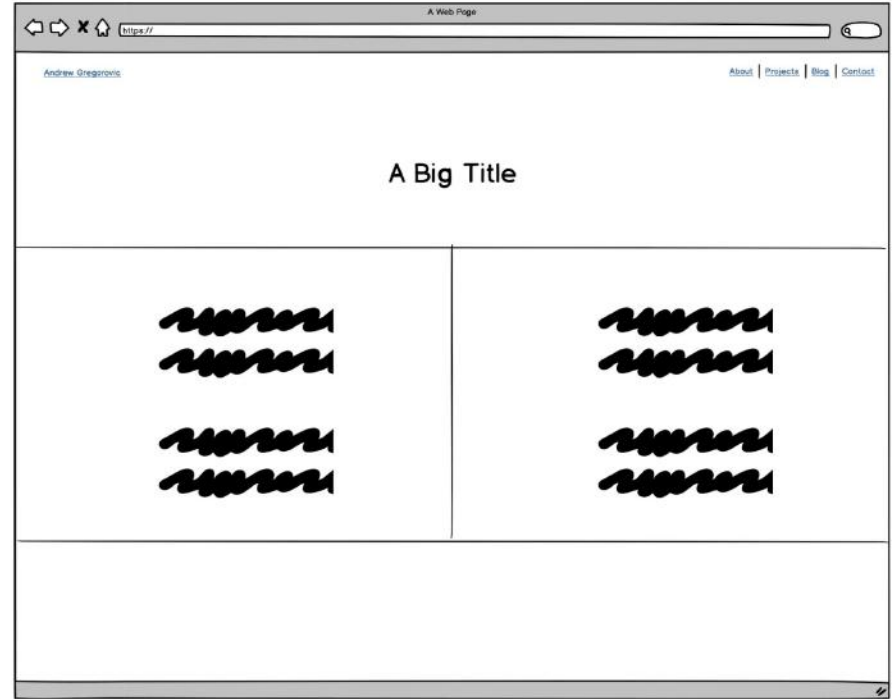 A Web Page
https://
Andrew Gregorovic
About | Projects | Blog | Contact
A Big Title